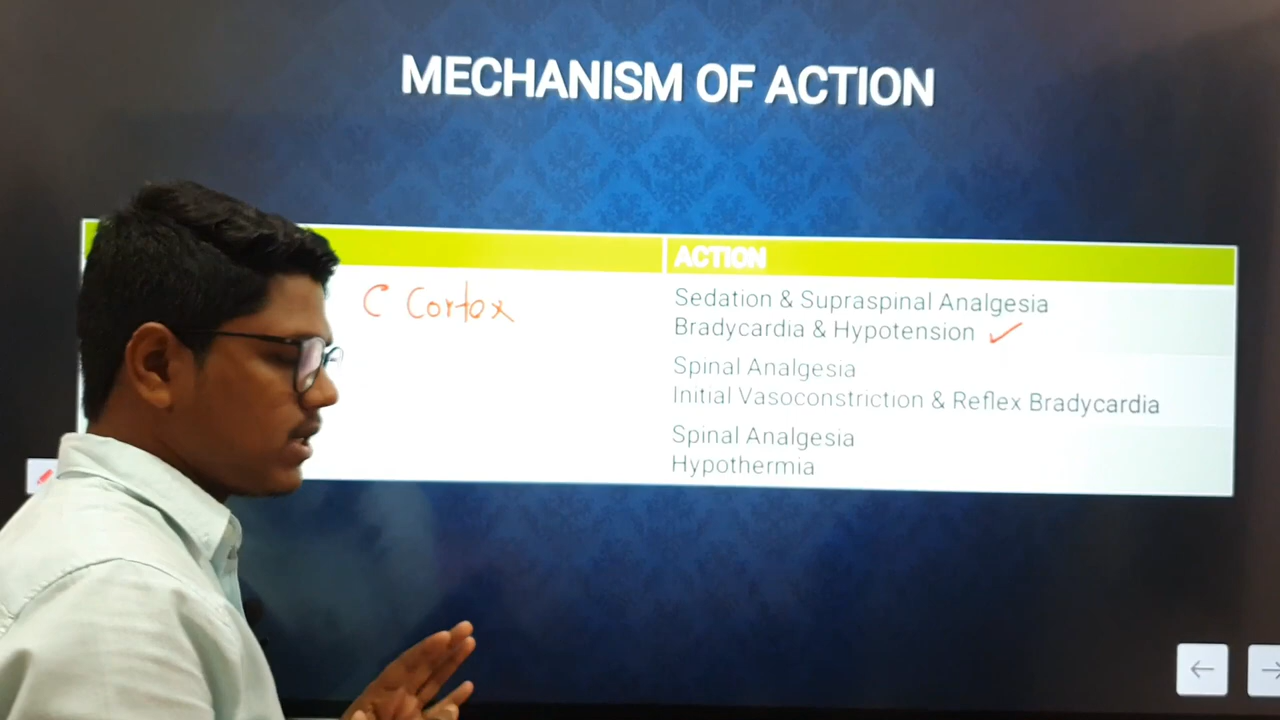 MECHANISM OF ACTION
ACTION
C Cortex
Sedation & Supraspinal Analgesia
Bradycardia & Hypotension
Spinal Analgesia
Initial Vasoconstriction & Reflex Bradycardia
Spinal Analgesia
Hypothermia